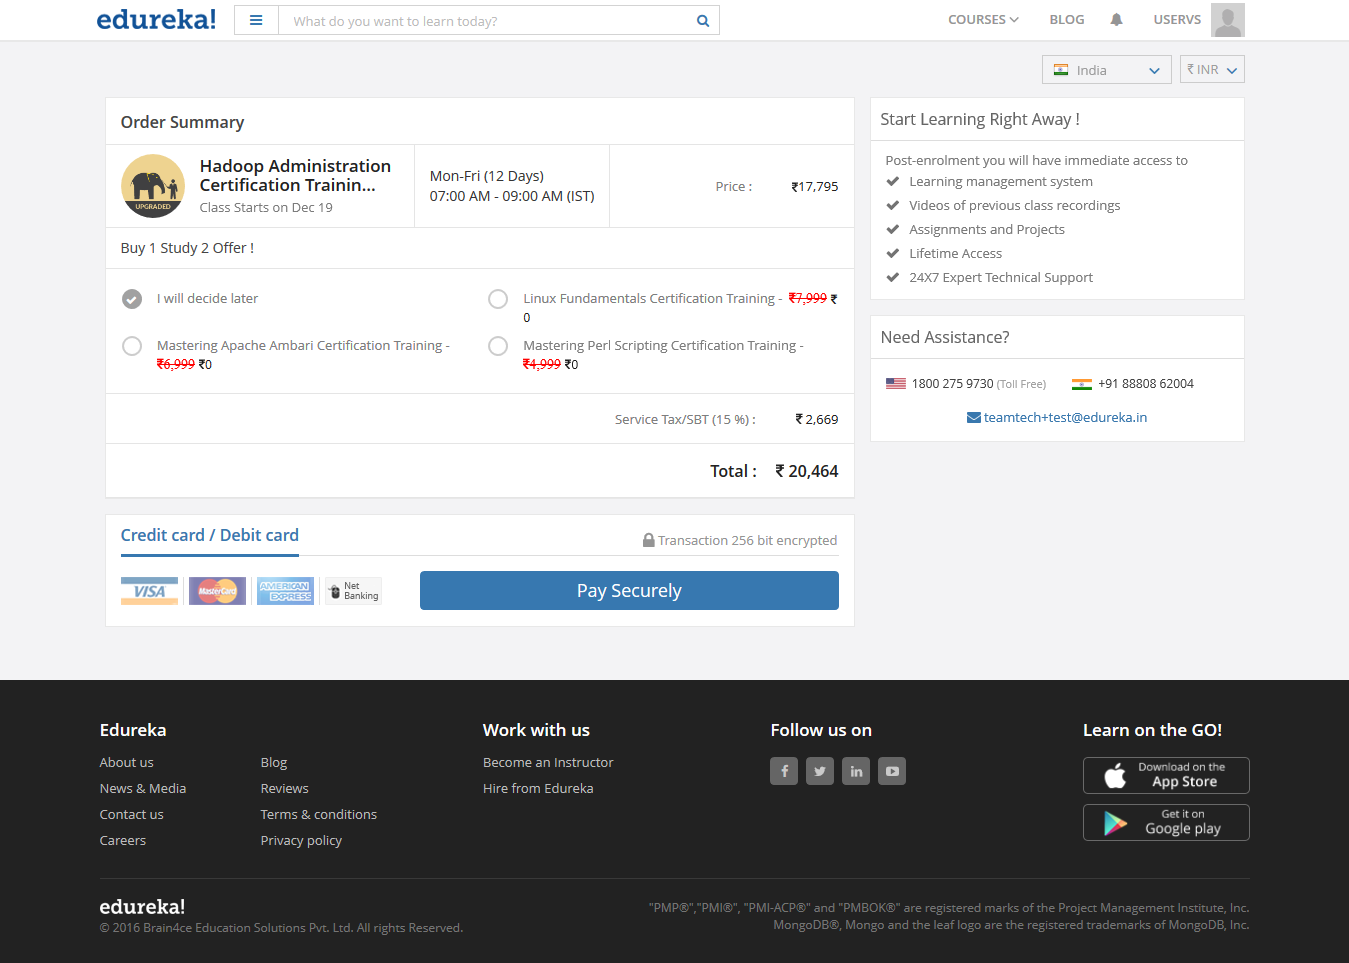 edureka!
What do you want to learn today?
COURSES
BLOG
USERVS
India
₹ INR
Order Summary
UPGRADED
Hadoop Administration
Certification Trainin...
Class Starts on Dec 19
Mon-Fri (12 Days)
07:00 AM - 09:00 AM (IST)
Price :
₹17,795
Buy 1 Study 2 Offer !
I will decide later
Linux Fundamentals Certification Training - ₹7,999 ₹
0
Mastering Apache Ambari Certification Training -
₹6,999 ₹0
Mastering Perl Scripting Certification Training -
₹4,999 ₹0
Service Tax/SBT (15 %) :
₹ 2,669
Total :
₹ 20,464
Credit card / Debit card
Transaction 256 bit encrypted
VISA
MasterCard
AMERICAN
EXPRESS
Net
Banking
Pay Securely
Start Learning Right Away !
Post-enrolment you will have immediate access to
Learning management system
Videos of previous class recordings
Assignments and Projects
Lifetime Access
24X7 Expert Technical Support
Need Assistance?
1800 275 9730 (Toll Free)
+91 88808 62004
teamtech+test@edureka.in
Edureka
About us
News & Media
Contact us
Careers
Blog
Reviews
Terms & conditions
Privacy policy
Work with us
Become an Instructor
Hire from Edureka
Follow us on
Learn on the GO!
Download on the
App Store
Get it on
Google play
edureka!
© 2016 Brain4ce Education Solutions Pvt. Ltd. All rights Reserved.
"PMP®","PMI®", "PMI-ACP®" and "PMBOK®" are registered marks of the Project Management Institute, Inc.
MongoDB®, Mongo and the leaf logo are the registered trademarks of MongoDB, Inc.